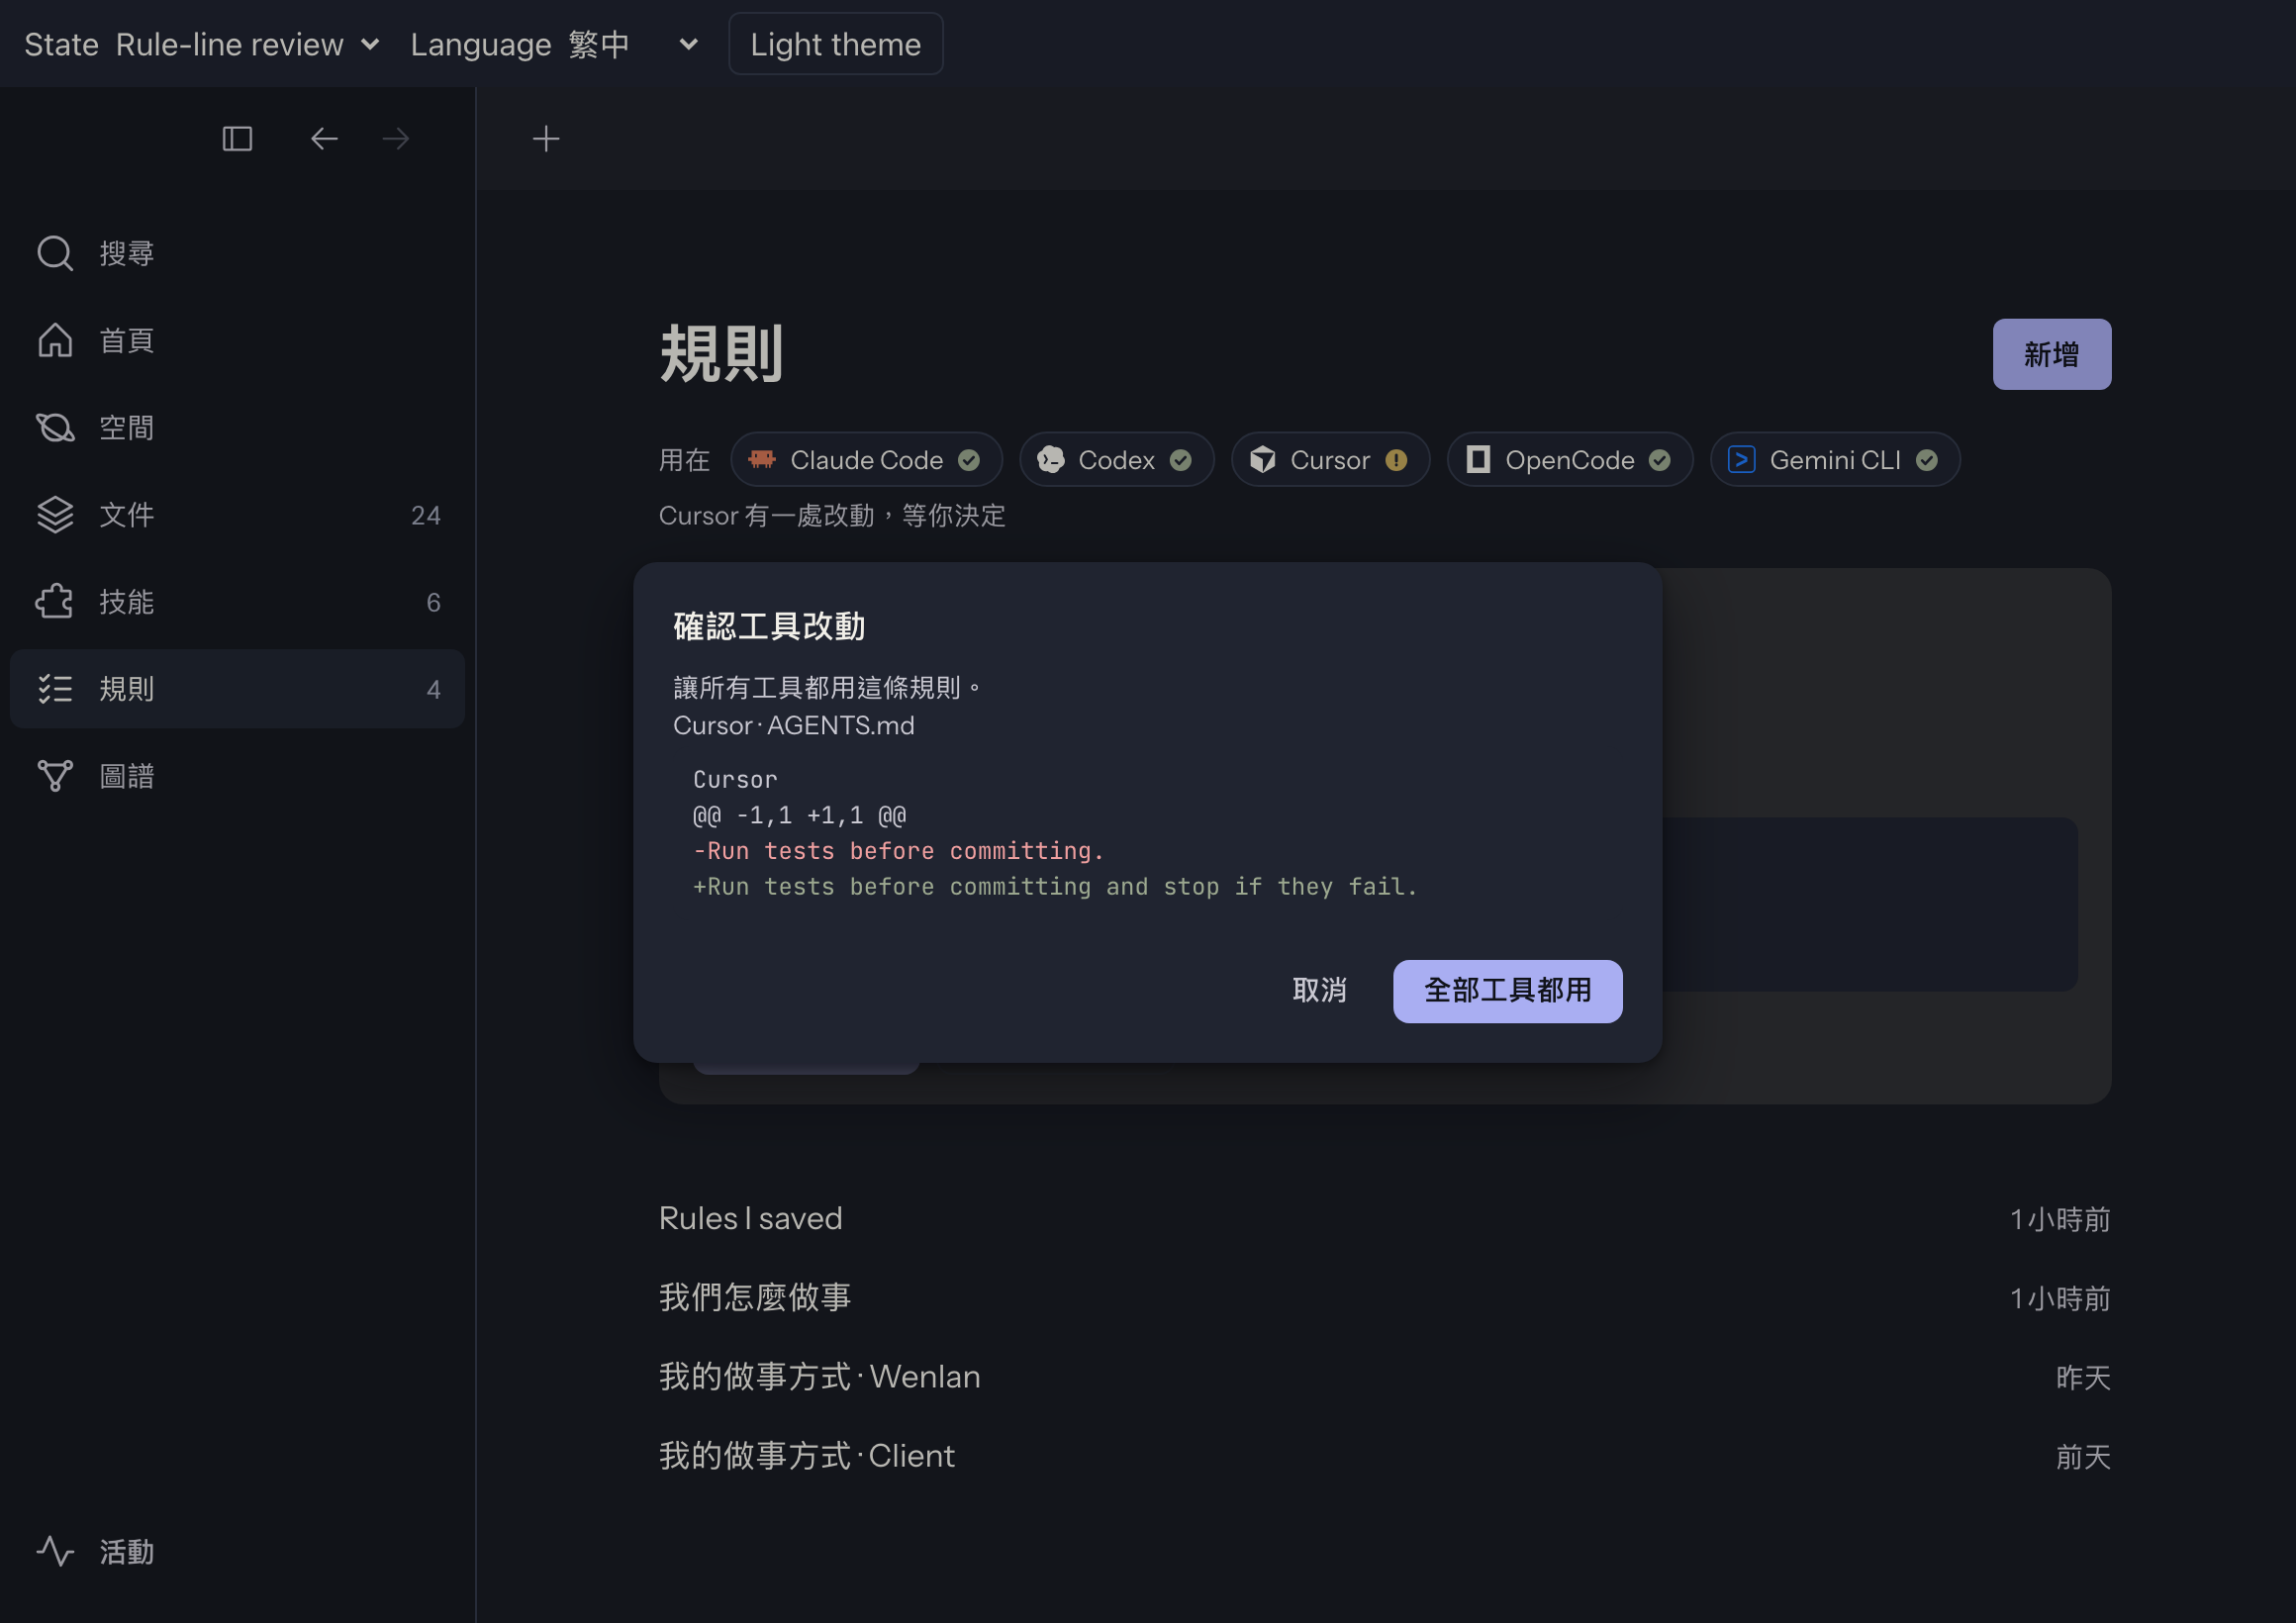 State Rule-line review Language 繁中 Light theme
搜尋
首頁
空間
文件 24
技能 6
規則 4
圖譜
活動
規則
新增
用在 Claude Code Codex Cursor OpenCode Gemini CLI
Cursor 有一處改動，等你決定
確認工具改動
讓所有工具都用這條規則。
Cursor · AGENTS.md
Cursor
@@ -1,1 +1,1 @@
-Run tests before committing.
+Run tests before committing and stop if they fail.
取消 全部工具都用
Rules I saved 1 小時前
我們怎麼做事 1 小時前
我的做事方式 · Wenlan 昨天
我的做事方式 · Client 前天